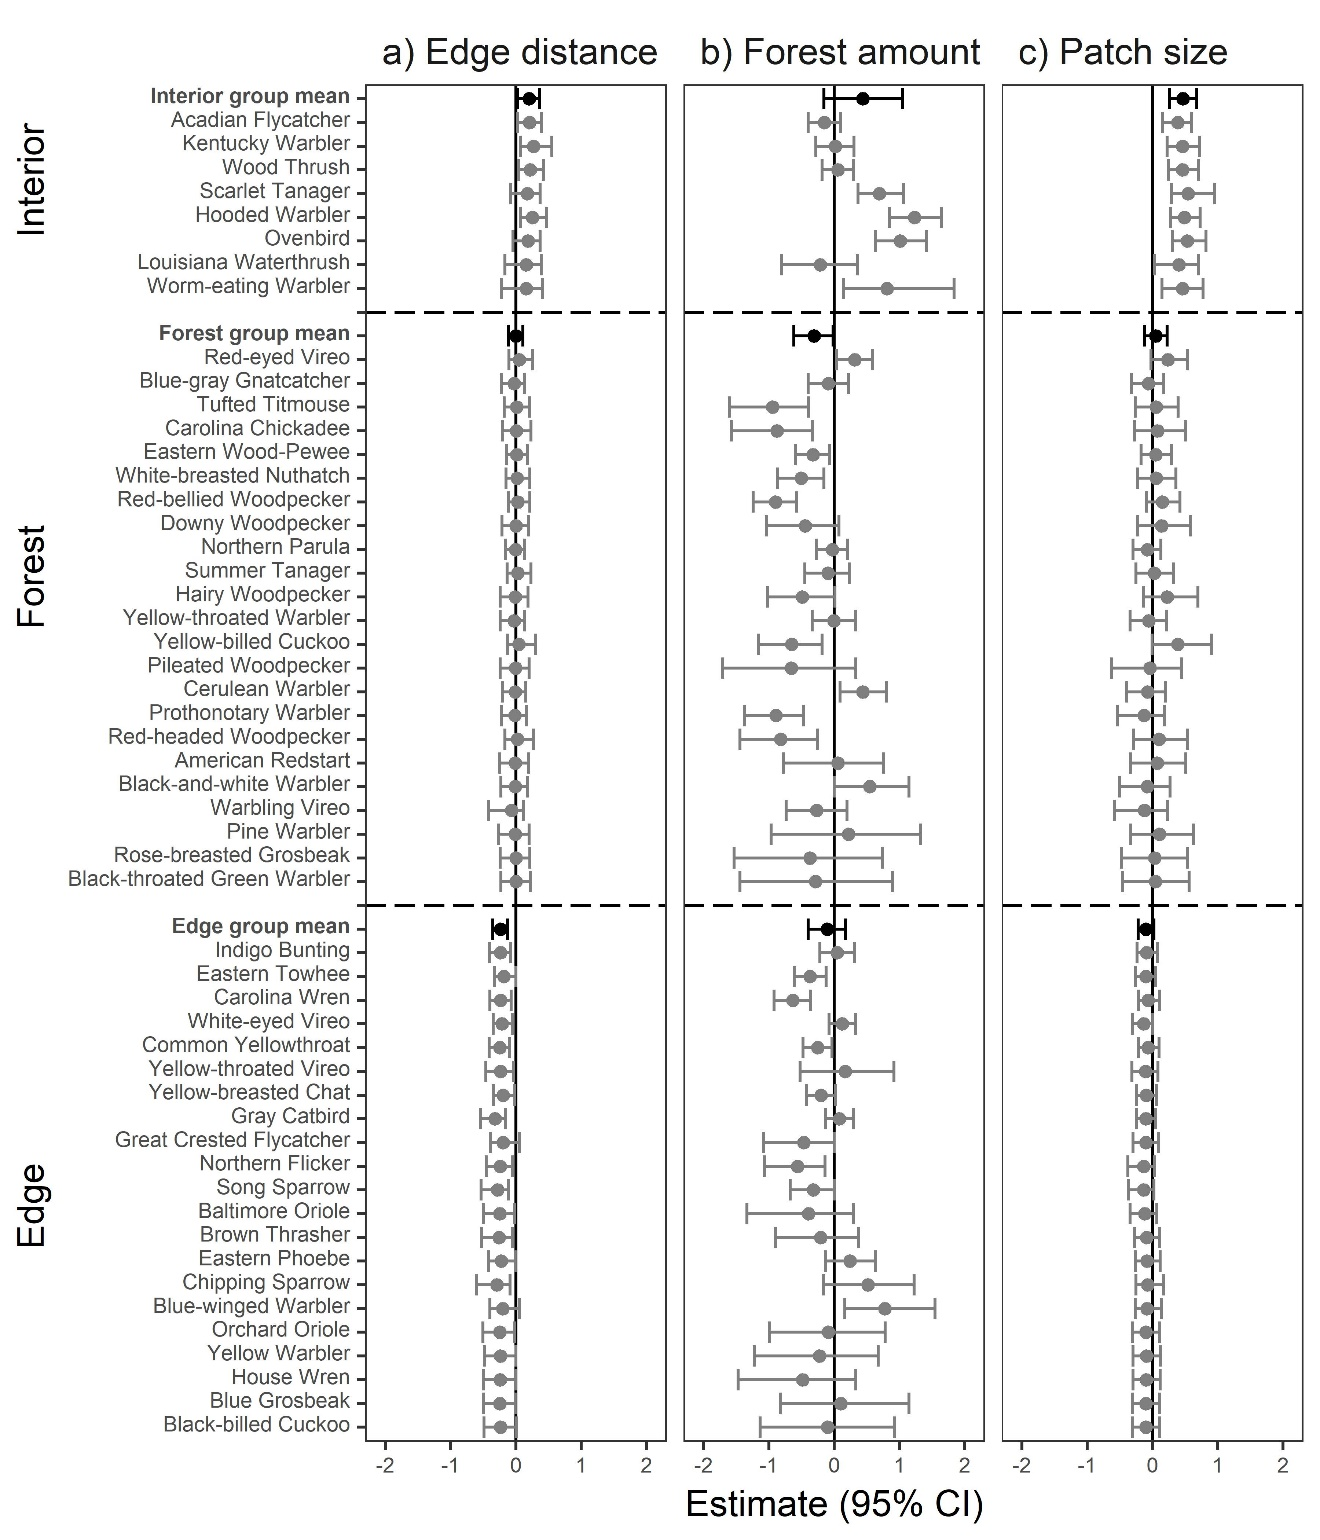 a) Edge distance b) Forest amount c) Patch size
Interior
Interior group mean
Acadian Flycatcher
Kentucky Warbler
Wood Thrush
Scarlet Tanager
Hooded Warbler
Ovenbird
Louisiana Waterthrush
Worm-eating Warbler
Forest
Forest group mean
Red-eyed Vireo
Blue-gray Gnatcatcher
Tufted Titmouse
Carolina Chickadee
Eastern Wood-Pewee
White-breasted Nuthatch
Red-bellied Woodpecker
Downy Woodpecker
Northern Parula
Summer Tanager
Hairy Woodpecker
Yellow-throated Warbler
Yellow-billed Cuckoo
Pileated Woodpecker
Cerulean Warbler
Prothonotary Warbler
Red-headed Woodpecker
American Redstart
Black-and-white Warbler
Warbling Vireo
Pine Warbler
Rose-breasted Grosbeak
Black-throated Green Warbler
Edge
Edge group mean
Indigo Bunting
Eastern Towhee
Carolina Wren
White-eyed Vireo
Common Yellowthroat
Yellow-throated Vireo
Yellow-breasted Chat
Gray Catbird
Great Crested Flycatcher
Northern Flicker
Song Sparrow
Baltimore Oriole
Brown Thrasher
Eastern Phoebe
Chipping Sparrow
Blue-winged Warbler
Orchard Oriole
Yellow Warbler
House Wren
Blue Grosbeak
Black-billed Cuckoo
-2 -1 0 1 2 -2 -1 0 1 2 -2 -1 0 1 2
Estimate (95% CI)